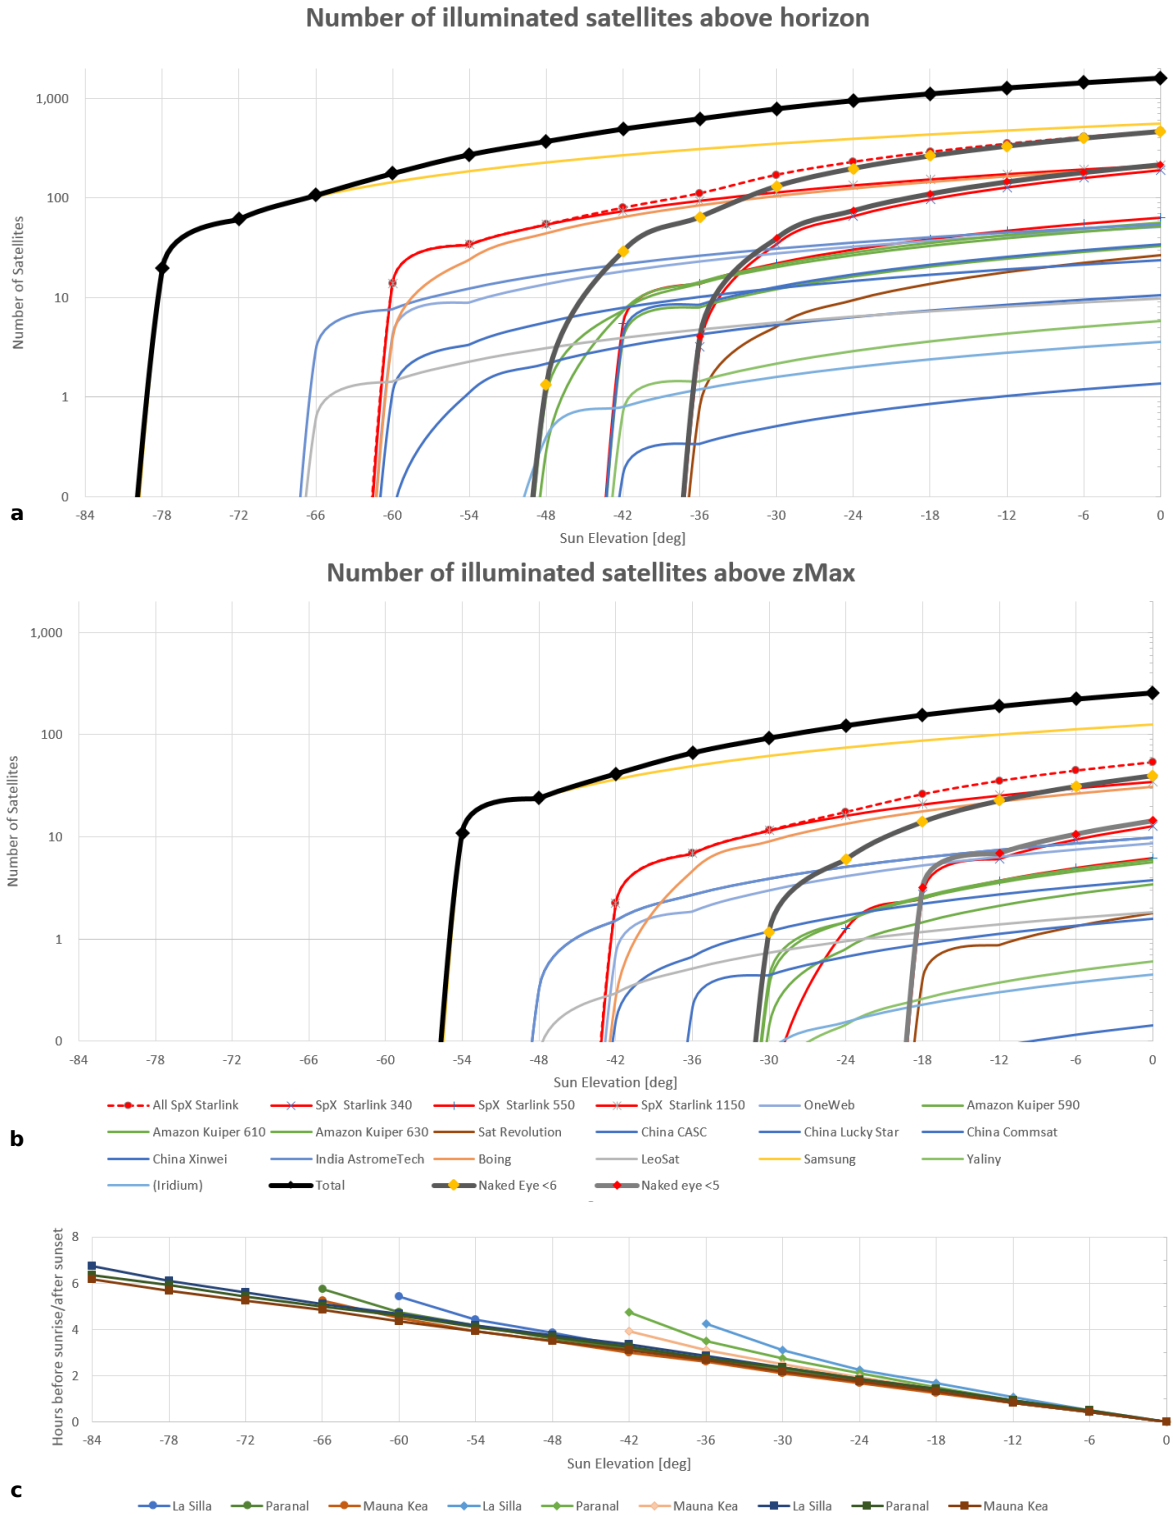 Number of illuminated satellites above horizon
1,000
100
10
1
0
Number of Satellites
-84 -78 -72 -66 -60 -54 -48 -42 -36 -30 -24 -18 -12 -6 0
Sun Elevation [deg]
a
Number of illuminated satellites above zMax
1,000
100
10
1
0
Number of Satellites
-84 -78 -72 -66 -60 -54 -48 -42 -36 -30 -24 -18 -12 -6 0
Sun Elevation [deg]
All SpX Starlink SpX Starlink 340 SpX Starlink 550 SpX Starlink 1150 OneWeb Amazon Kuiper 590
Amazon Kuiper 610 Amazon Kuiper 630 Sat Revolution China CASC China Lucky Star China Commsat
China Xinwei India AstromeTech Boing LeoSat Samsung Yaliny
(Iridium) Total Naked Eye <6 Naked eye <5
b
8
6
4
2
0
Hours before sunrise/after sunset
-84 -78 -72 -66 -60 -54 -48 -42 -36 -30 -24 -18 -12 -6 0
Sun Elevation [deg]
c
La Silla Paranal Mauna Kea La Silla Paranal Mauna Kea La Silla Paranal Mauna Kea